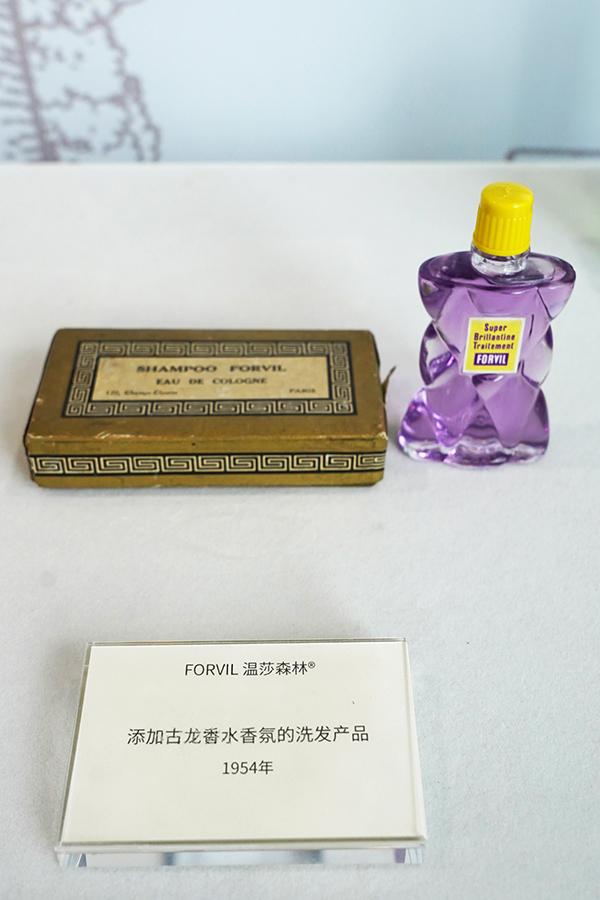 SHAMPOO FORVIL
EAU DE COLOGNE
PARIS
Super
Brillantine
Traitement
FORVIL
FORVIL 温莎森林®
添加古龙香水香氛的洗发产品
1954年